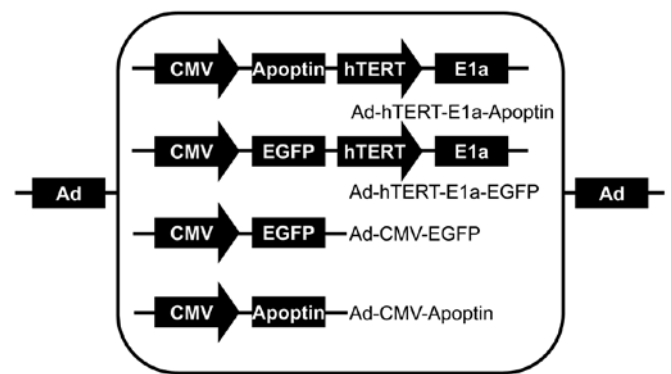 CMV Apoptin hTERT E1a
Ad-hTERT-E1a-Apoptin
CMV EGFP hTERT E1a
Ad-hTERT-E1a-EGFP
Ad Ad
CMV EGFP Ad-CMV-EGFP
CMV Apoptin Ad-CMV-Apoptin